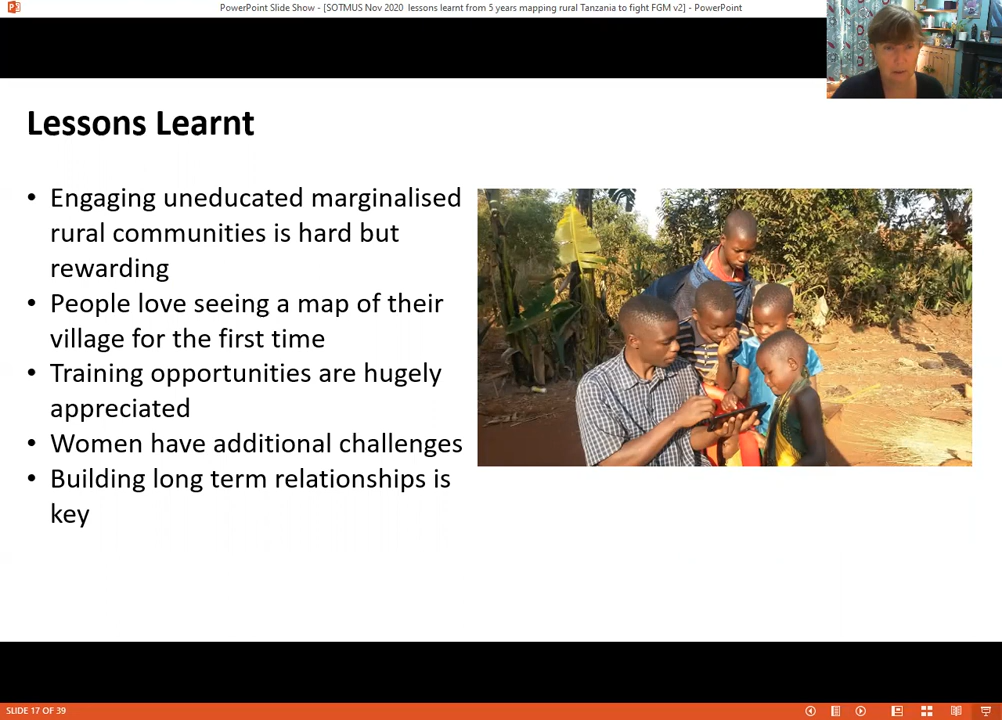 PowerPoint Slide Show - [SOTMUS Nov 2020 lessons learnt from 5 years mapping rural Tanzania to fight FGM v2] - PowerPoint
Lessons Learnt
• Engaging uneducated marginalised
rural communities is hard but
rewarding
• People love seeing a map of their
village for the first time
• Training opportunities are hugely
appreciated
• Women have additional challenges
• Building long term relationships is
key
SLIDE 17 OF 39